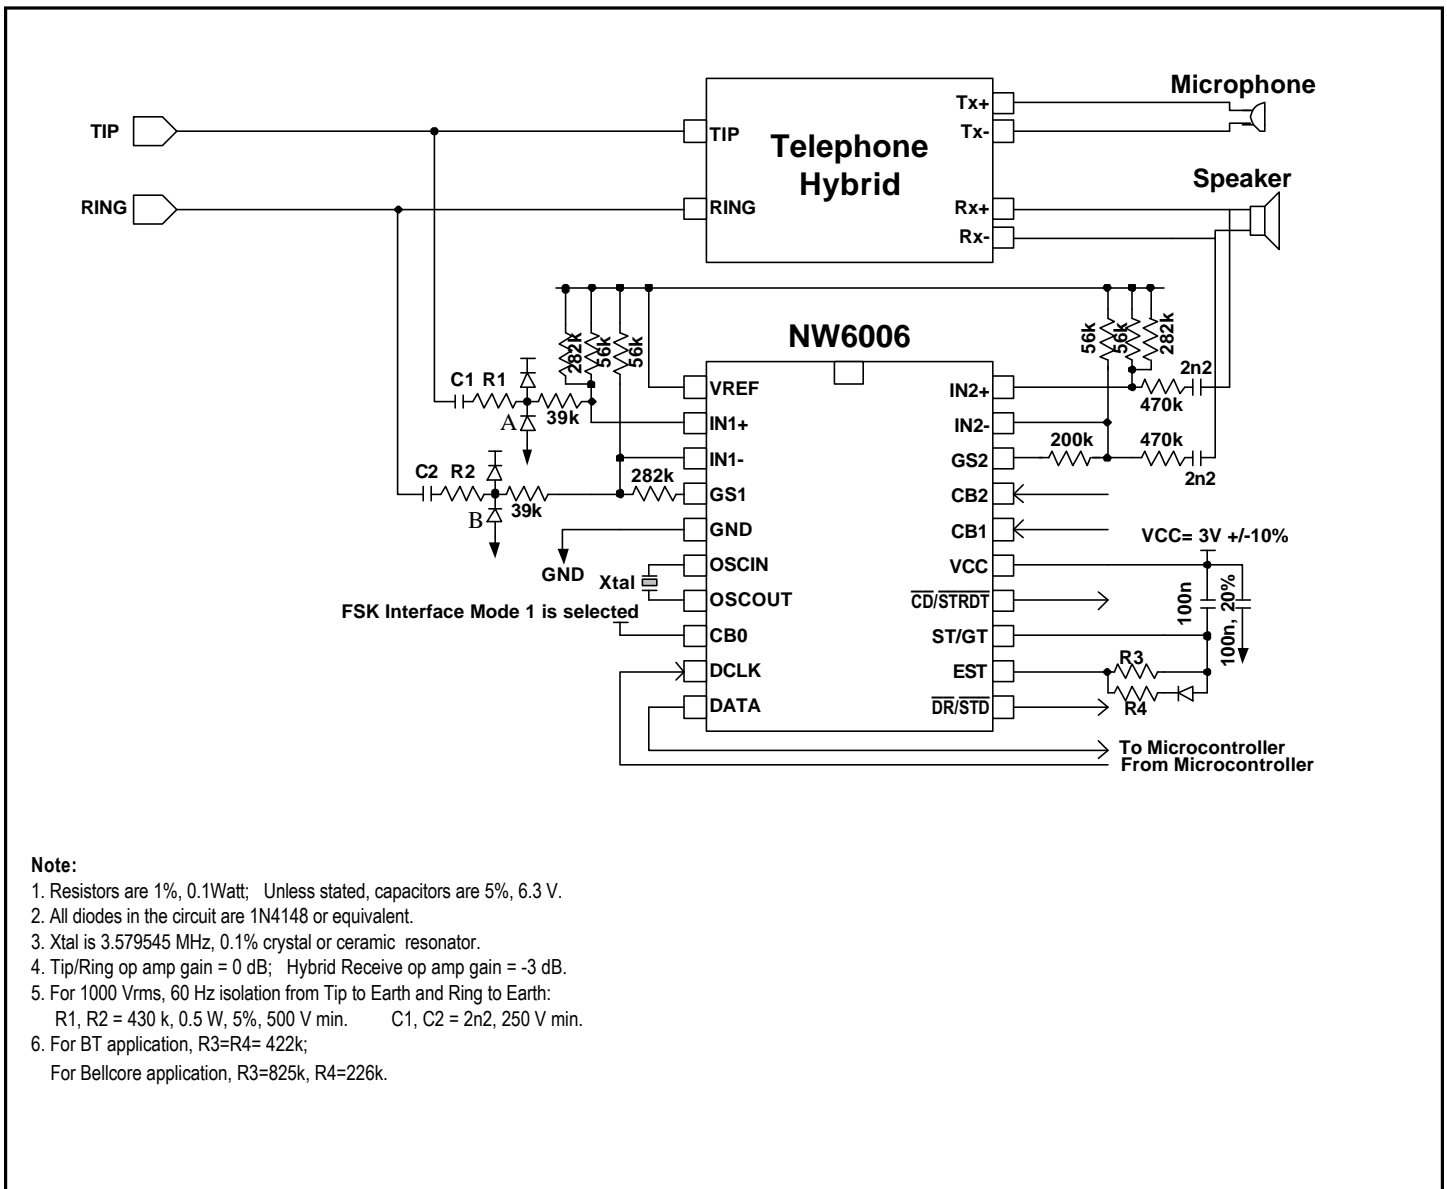 Microphone
Tx+
TIP
TIP
Tx-
Telephone
Hybrid
Speaker
RING
RING
Rx+
Rx-
282k
56k
56k
NW6006
56k
56k
282k
C1 R1
VREF
IN2+
2n2
A
39k
470k
IN1+
IN2-
200k
470k
IN1-
GS2
2n2
C2 R2
282k
GS1
CB2
B
39k
GND
CB1
VCC= 3V +/-10%
GND
OSCIN
VCC
Xtal
OSCOUT
CD/STRDT
100n
100n, 20%
FSK Interface Mode 1 is selected
CB0
ST/GT
DCLK
EST
R3
DATA
DR/STD
R4
To Microcontroller
From Microcontroller
Note:
1. Resistors are 1%, 0.1Watt; Unless stated, capacitors are 5%, 6.3 V.
2. All diodes in the circuit are 1N4148 or equivalent.
3. Xtal is 3.579545 MHz, 0.1% crystal or ceramic resonator.
4. Tip/Ring op amp gain = 0 dB; Hybrid Receive op amp gain = -3 dB.
5. For 1000 Vrms, 60 Hz isolation from Tip to Earth and Ring to Earth:
R1, R2 = 430 k, 0.5 W, 5%, 500 V min. C1, C2 = 2n2, 250 V min.
6. For BT application, R3=R4= 422k;
For Bellcore application, R3=825k, R4=226k.